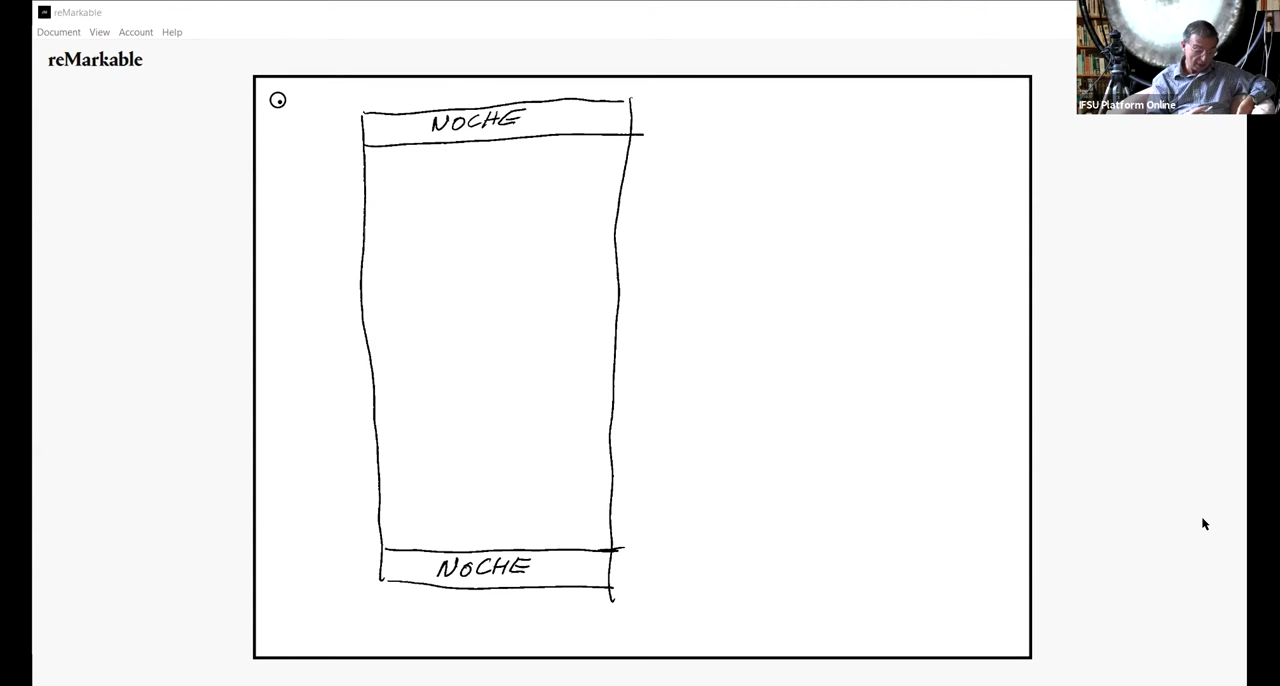 reMarkable
Document View Account Help
reMarkable
IFSU Platform Online
NOCHE
NOCHE